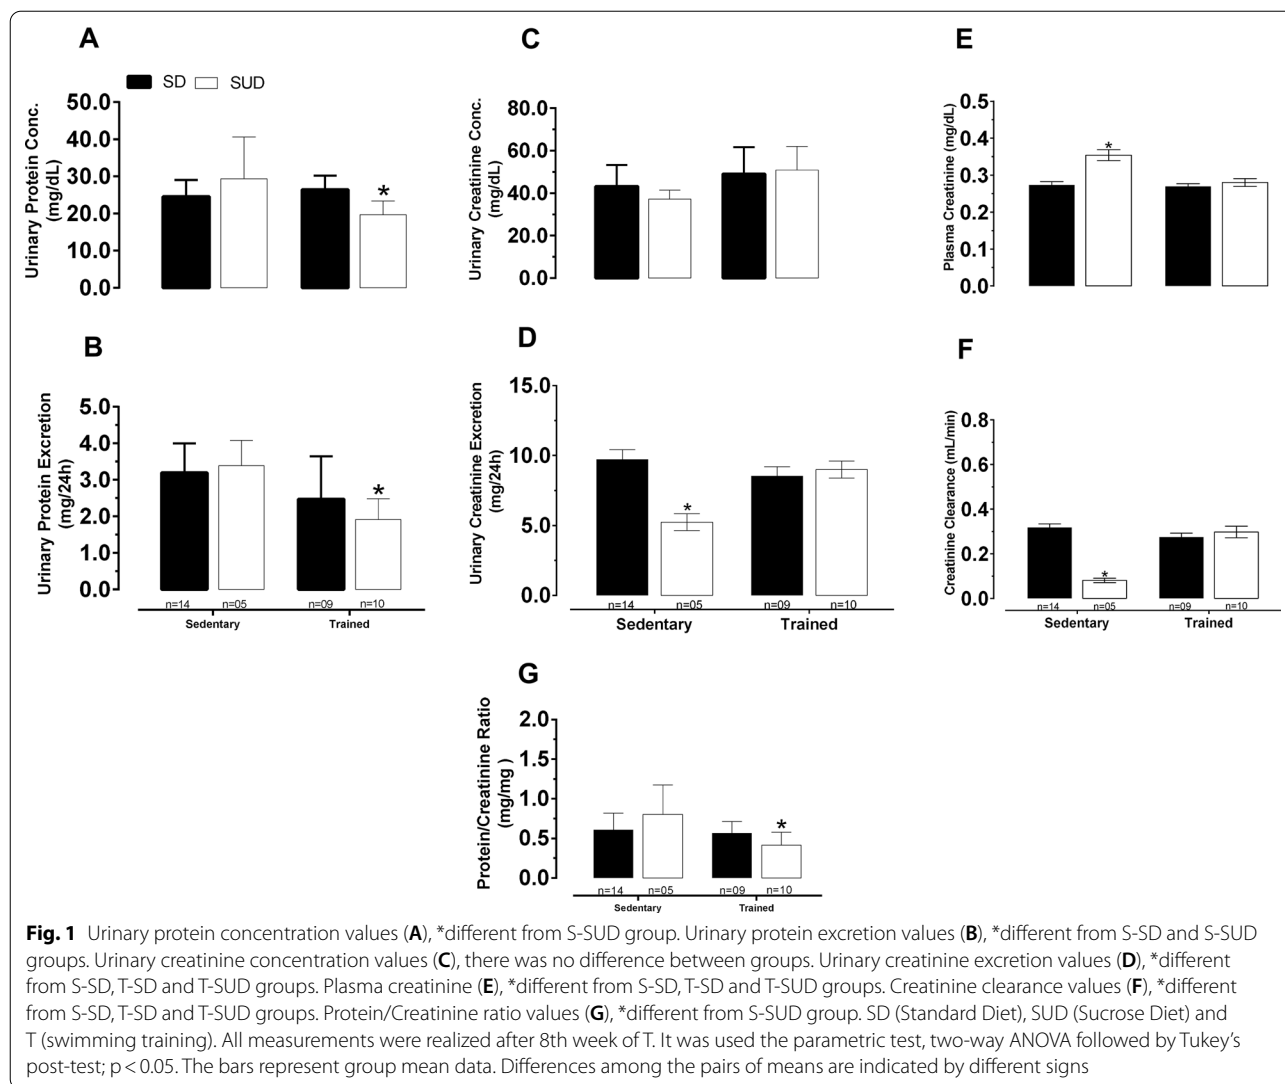 A
SD SUD
Urinary Protein Conc.
(mg/dL)
50.0
40.0
30.0
20.0
10.0
0.0
*
B
Urinary Protein Excretion
(mg/24h)
5.0
4.0
3.0
2.0
1.0
0.0
*
n=14 n=05 n=09 n=10
Sedentary Trained
C
Urinary Creatinine Conc.
(mg/dL)
80.0
60.0
40.0
20.0
0.0
D
Urinary Creatinine Excretion
(mg/24h)
15.0
10.0
5.0
0.0
*
n=14 n=05 n=09 n=10
Sedentary Trained
E
Plasma Creatinine (mg/dL)
0.5
0.4
0.3
0.2
0.1
0.0
*
F
Creatinine Clearance (mL/min)
0.8
0.6
0.4
0.2
0.0
*
n=14 n=05 n=09 n=10
Sedentary Trained
G
Protein/Creatinine Ratio
(mg/mg )
2.0
1.5
1.0
0.5
0.0
*
n=14 n=05 n=09 n=10
Sedentary Trained
Fig. 1 Urinary protein concentration values (A), *different from S-SUD group. Urinary protein excretion values (B), *different from S-SD and S-SUD
groups. Urinary creatinine concentration values (C), there was no difference between groups. Urinary creatinine excretion values (D), *different
from S-SD, T-SD and T-SUD groups. Plasma creatinine (E), *different from S-SD, T-SD and T-SUD groups. Creatinine clearance values (F), *different
from S-SD, T-SD and T-SUD groups. Protein/Creatinine ratio values (G), *different from S-SUD group. SD (Standard Diet), SUD (Sucrose Diet) and
T (swimming training). All measurements were realized after 8th week of T. It was used the parametric test, two-way ANOVA followed by Tukey's
post-test; p < 0.05. The bars represent group mean data. Differences among the pairs of means are indicated by different signs